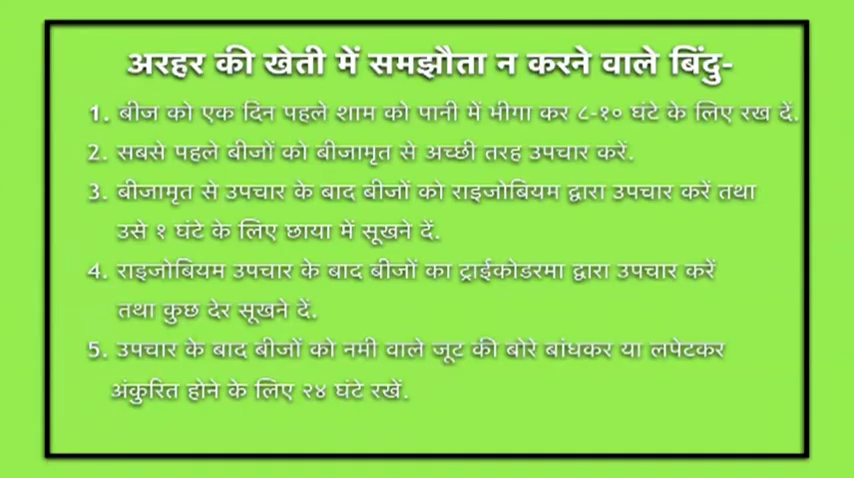 अरहर की खेती में समझौता न करने वाले बिंदु-
1. बीज को एक दिन पहले शाम को पानी में भीगा कर ८-१० घंटे के लिए रख दें.
2. सबसे पहले बीजों को बीजामृत से अच्छी तरह उपचार करें.
3. बीजामृत से उपचार के बाद बीजों को राइजोबियम द्वारा उपचार करें तथा
उसे १ घंटे के लिए छाया में सूखने दें.
4. राइजोबियम उपचार के बाद बीजों का ट्राईकोडरमा द्वारा उपचार करें
तथा कुछ देर सूखने दें.
5. उपचार के बाद बीजों को नमी वाले जूट की बोरे बांधकर या लपेटकर
अंकुरित होने के लिए २४ घंटे रखें.